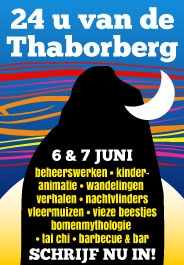 24 u van de
Thaborberg
6 & 7 JUNI
beheerswerken • kinder-
animatie • wandelingen
verhalen • nachtvlinders
vleermuizen • vieze beestjes
bomenmythologie
• tai chi • barbecue & bar
SCHRIJF NU IN!